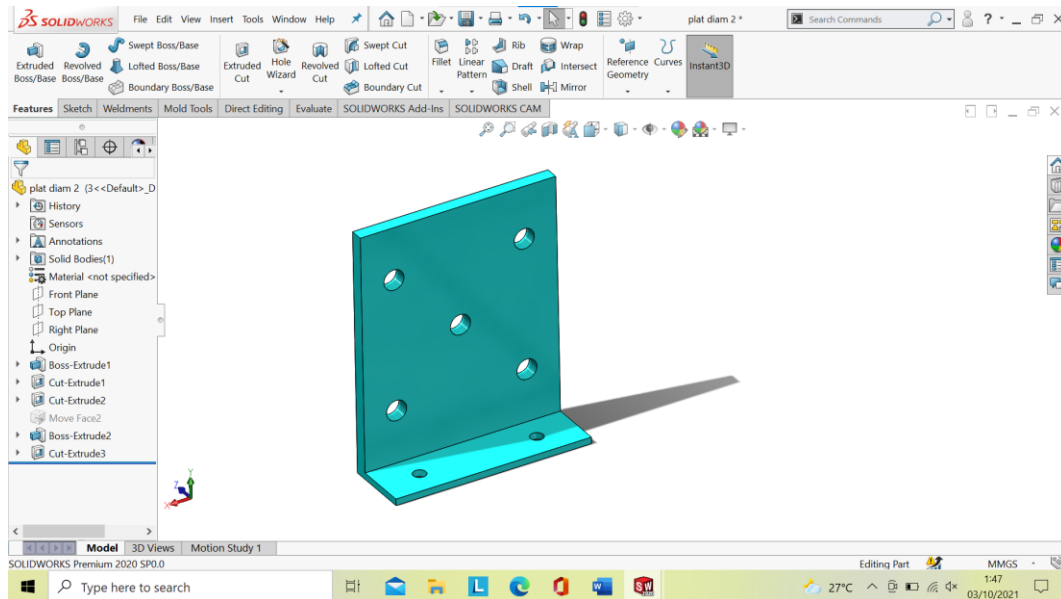 SOLIDWORKS File Edit View Insert Tools Window Help plat diam 2 * Search Commands
Extruded Boss/Base
Revolved Boss/Base
Swept Boss/Base
Lofted Boss/Base
Boundary Boss/Base
Extruded Cut
Hole Wizard
Revolved Cut
Swept Cut
Lofted Cut
Boundary Cut
Fillet
Linear Pattern
Rib
Draft
Shell
Wrap
Intersect
Mirror
Reference Geometry
Curves
Instant3D
Features Sketch Weldments Mold Tools Direct Editing Evaluate SOLIDWORKS Add-Ins SOLIDWORKS CAM
plat diam 2 (3<<Default>_D
History
Sensors
Annotations
Solid Bodies(1)
Material <not specified>
Front Plane
Top Plane
Right Plane
Origin
Boss-Extrude1
Cut-Extrude1
Cut-Extrude2
Move Face2
Boss-Extrude2
Cut-Extrude3
Y
Z
X
Model 3D Views Motion Study 1
SOLIDWORKS Premium 2020 SP0.0 Editing Part MMGS
Type here to search 27°C 1:47
03/10/2021